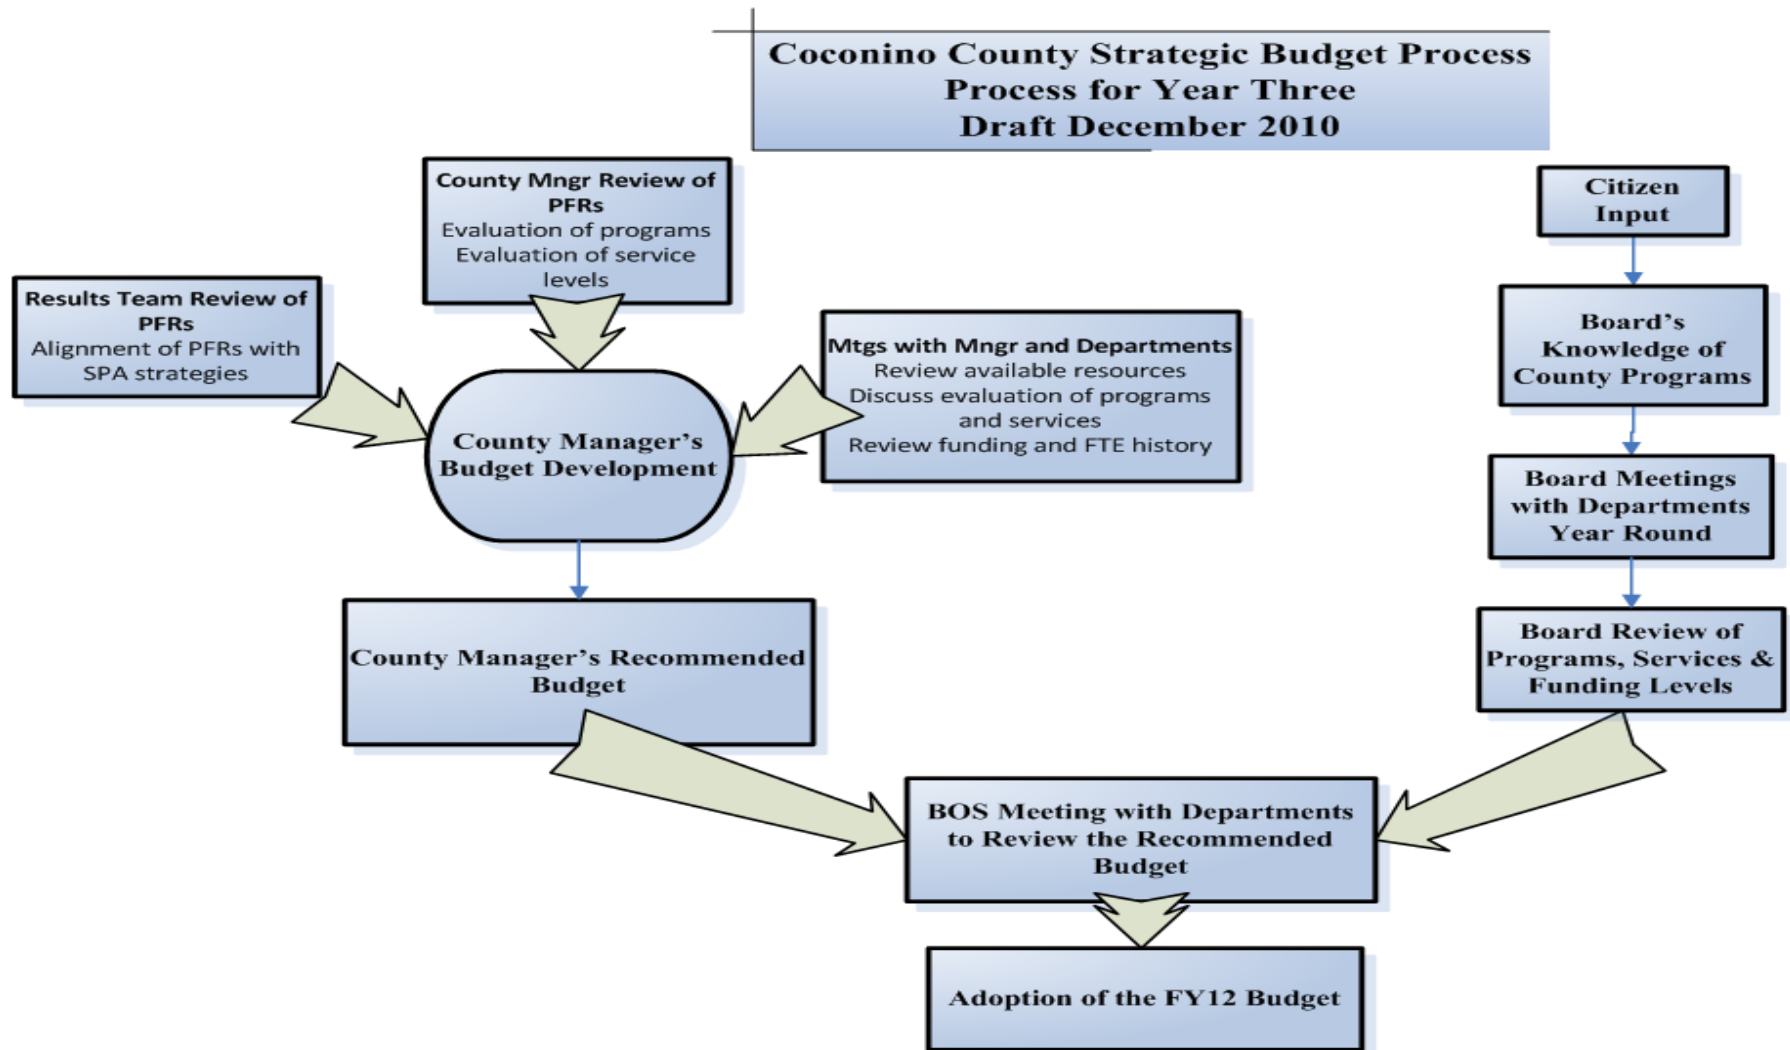 Coconino County Strategic Budget Process
Process for Year Three
Draft December 2010
County Mngr Review of
PFRs
Evaluation of programs
Evaluation of service
levels
Citizen
Input
Results Team Review of
PFRs
Alignment of PFRs with
SPA strategies
Mtgs with Mngr and Departments
Review available resources
Discuss evaluation of programs
and services
Review funding and FTE history
Board’s
Knowledge of
County Programs
County Manager’s
Budget Development
Board Meetings
with Departments
Year Round
County Manager’s Recommended
Budget
Board Review of
Programs, Services &
Funding Levels
BOS Meeting with Departments
to Review the Recommended
Budget
Adoption of the FY12 Budget